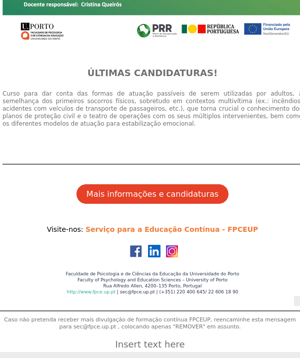 Docente responsável: Cristina Queirós
U.PORTO
FACULDADE DE PSICOLOGIA
E DE CIÊNCIAS DA EDUCAÇÃO
UNIVERSIDADE DO PORTO
PRR
REPÚBLICA
PORTUGUESA
Financiado pela
União Europeia
NextGenerationEU
ÚLTIMAS CANDIDATURAS!
Curso para dar conta das formas de atuação passíveis de serem utilizadas por adultos, à
semelhança dos primeiros socorros físicos, sobretudo em contextos multivítima (ex.: incêndios
acidentes com veículos de transporte de passageiros, etc.), que torna crucial o conhecimento do
planos de proteção civil e o teatro de operações com os seus múltiplos intervenientes, bem como
os diferentes modelos de atuação para estabilização emocional.
Mais informações e candidaturas
Visite-nos: Serviço para a Educação Contínua - FPCEUP
Faculdade de Psicologia e de Ciências da Educação da Universidade do Porto
Faculty of Psychology and Education Sciences - University of Porto
Rua Alfredo Allen, 4200-135 Porto, Portugal
http://www.fpce.up.pt | sec@fpce.up.pt | (+351) 220 400 645/ 22 606 18 90
Caso não pretenda receber mais divulgação de formação contínua FPCEUP, reencaminhe esta mensagem
para sec@fpce.up.pt , colocando apenas "REMOVER" em assunto.
Insert text here